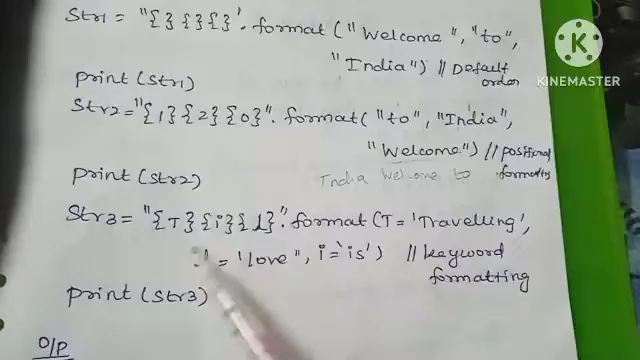 Str1 = "{}{}{}".format("Welcome", "to",
"India") // Default
order
KINEMASTER
print(str1)
Str2="{1}{2}{0}".format("to", "India",
"Welcome") // positional
formatting
India Welcome to
print(str2)
Str3= "{T}{i}{l}".format(T='Travelling',
= 'love", i='is') // keyword
formatting
print(str3)
O/P